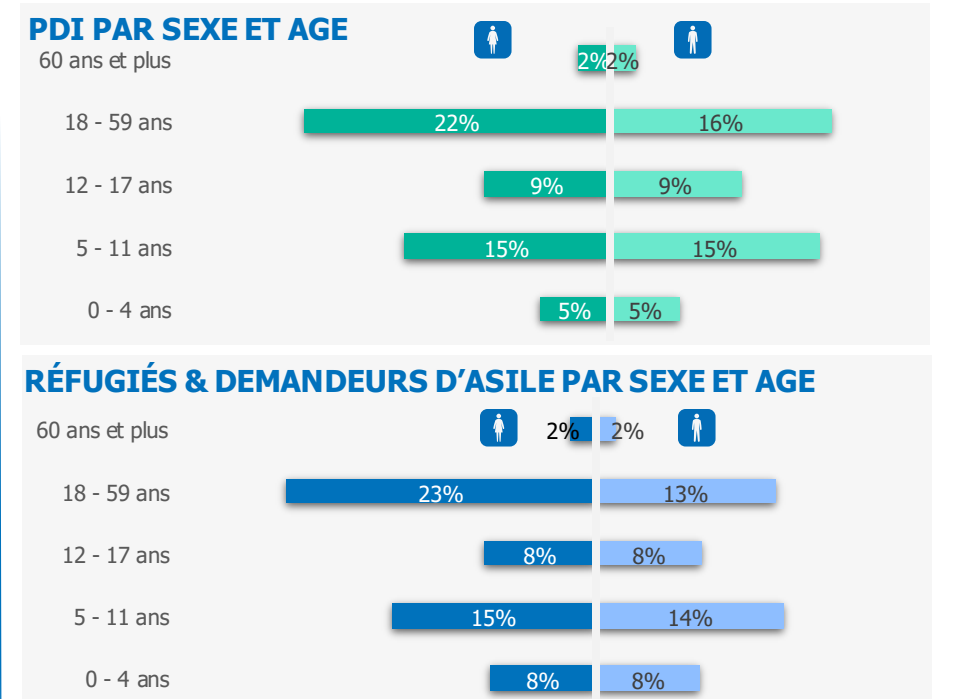 PDI PAR SEXE ET AGE
60 ans et plus 2% 2%
18 - 59 ans 22% 16%
12 - 17 ans 9% 9%
5 - 11 ans 15% 15%
0 - 4 ans 5% 5%
RÉFUGIÉS & DEMANDEURS D’ASILE PAR SEXE ET AGE
60 ans et plus 2% 2%
18 - 59 ans 23% 13%
12 - 17 ans 8% 8%
5 - 11 ans 15% 14%
0 - 4 ans 8% 8%